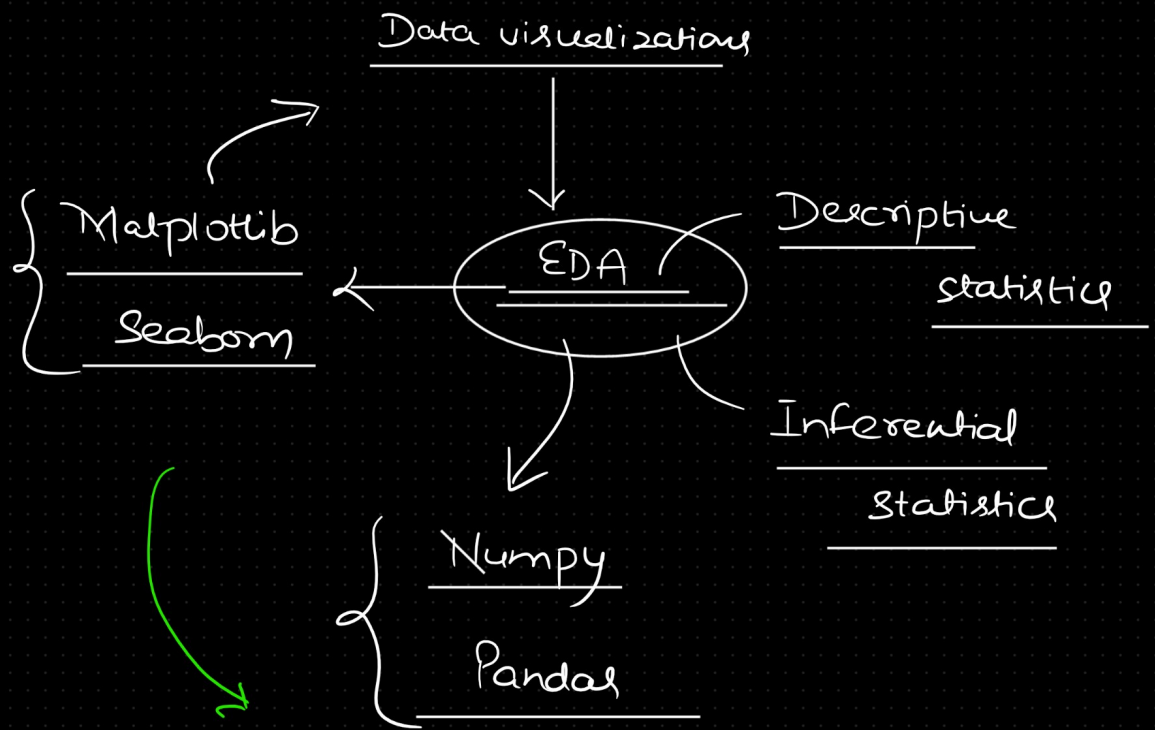 Data visualizations
Matplotlib
Seaborn
EDA
Descriptive
statistics
Inferential
Statistics
Numpy
Pandas